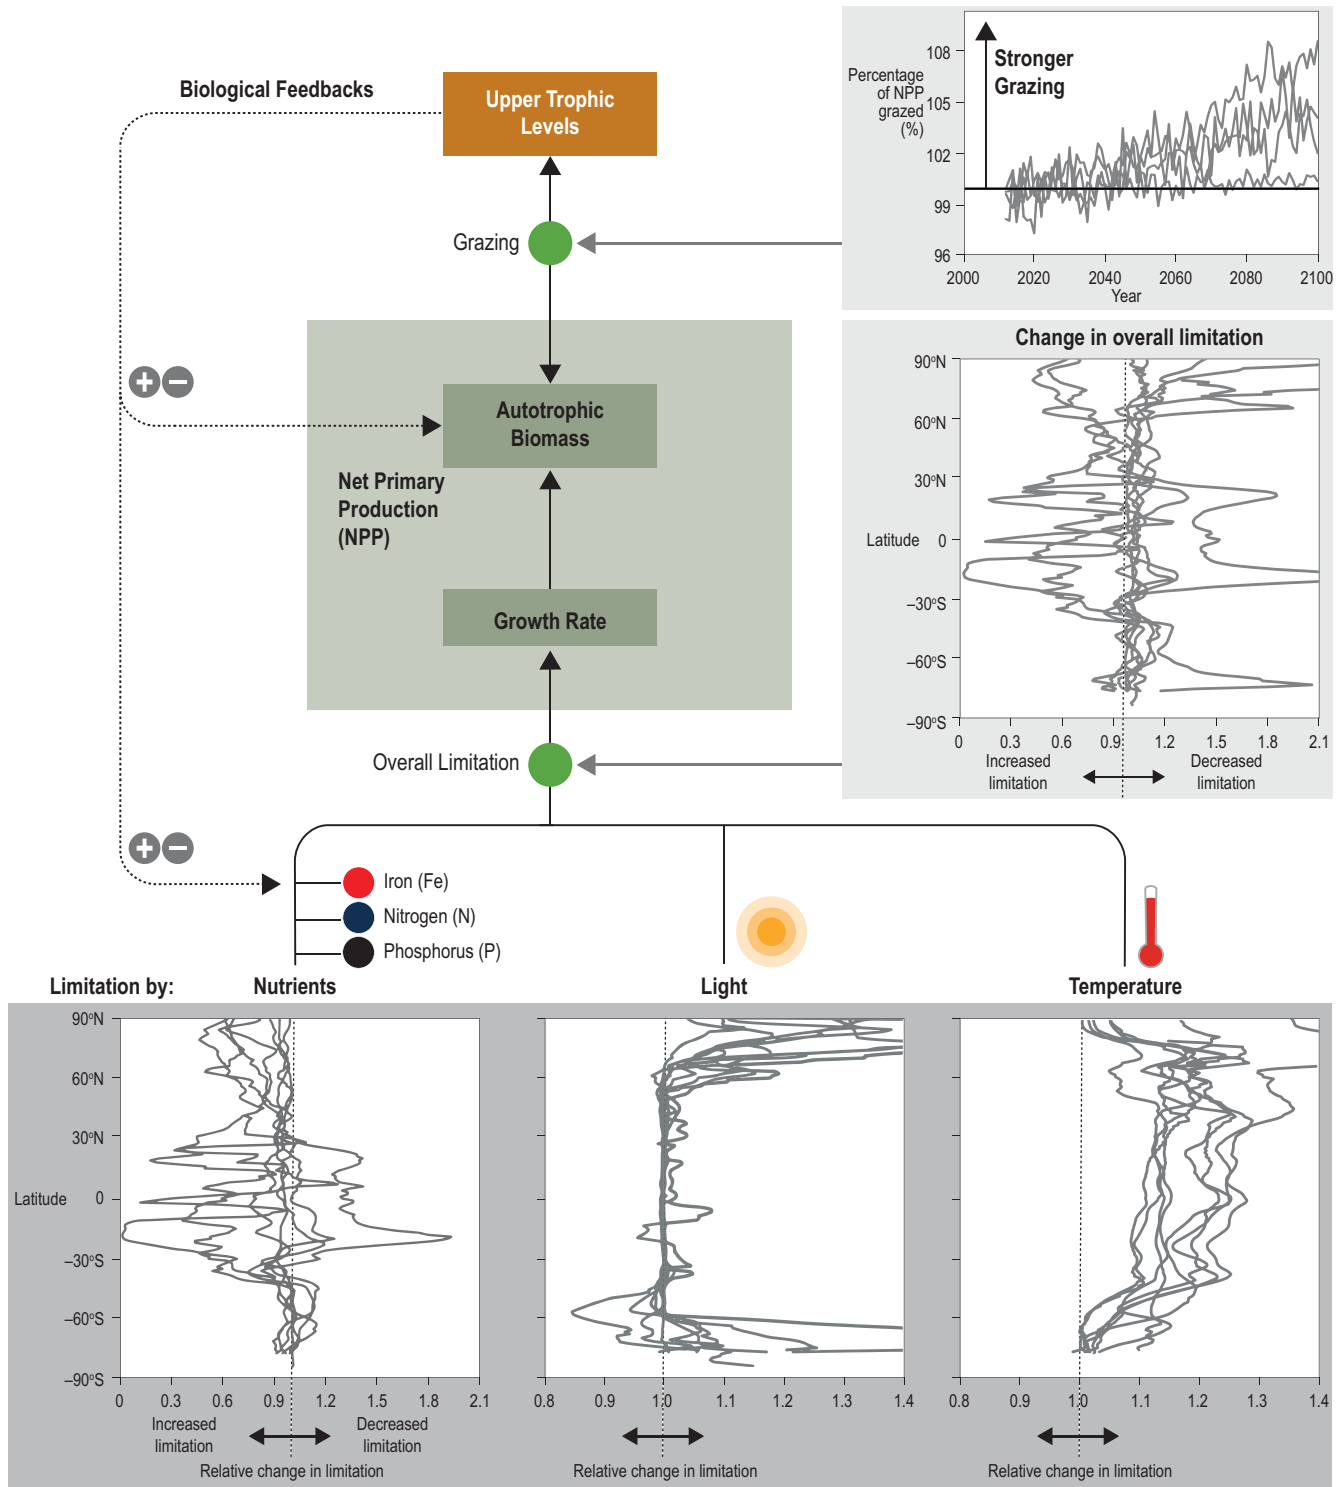 Biological Feedbacks
Upper Trophic
Levels
Grazing
Autotrophic
Biomass
Net Primary
Production
(NPP)
Growth Rate
Overall Limitation
Iron (Fe)
Nitrogen (N)
Phosphorus (P)
Percentage
of NPP
grazed
(%)
Stronger
Grazing
108
105
102
99
96
2000 2020 2040 2060 2080 2100
Year
Change in overall limitation
90°N
60°N
30°N
Latitude 0
–30°S
–60°S
–90°S
0 0.3 0.6 0.9 1.2 1.5 1.8 2.1
Increased
limitation
Decreased
limitation
Limitation by: Nutrients Light Temperature
90°N
60°N
30°N
Latitude 0
–30°S
–60°S
–90°S
0 0.3 0.6 0.9 1.2 1.5 1.8 2.1
Increased
limitation
Decreased
limitation
Relative change in limitation
0.8 0.9 1.0 1.1 1.2 1.3 1.4
Relative change in limitation
0.8 0.9 1.0 1.1 1.2 1.3 1.4
Relative change in limitation